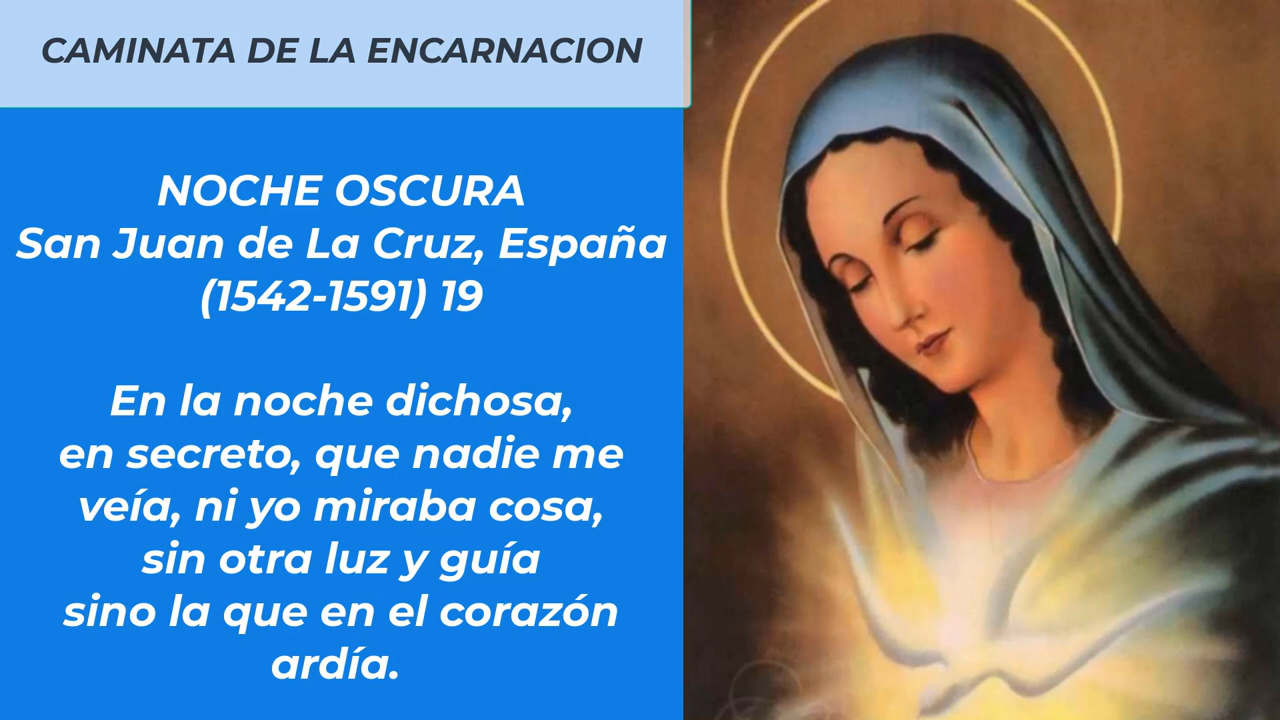 CAMINATA DE LA ENCARNACION
NOCHE OSCURA
San Juan de La Cruz, España
(1542-1591) 19
En la noche dichosa,
en secreto, que nadie me
veía, ni yo miraba cosa,
sin otra luz y guía
sino la que en el corazón
ardía.